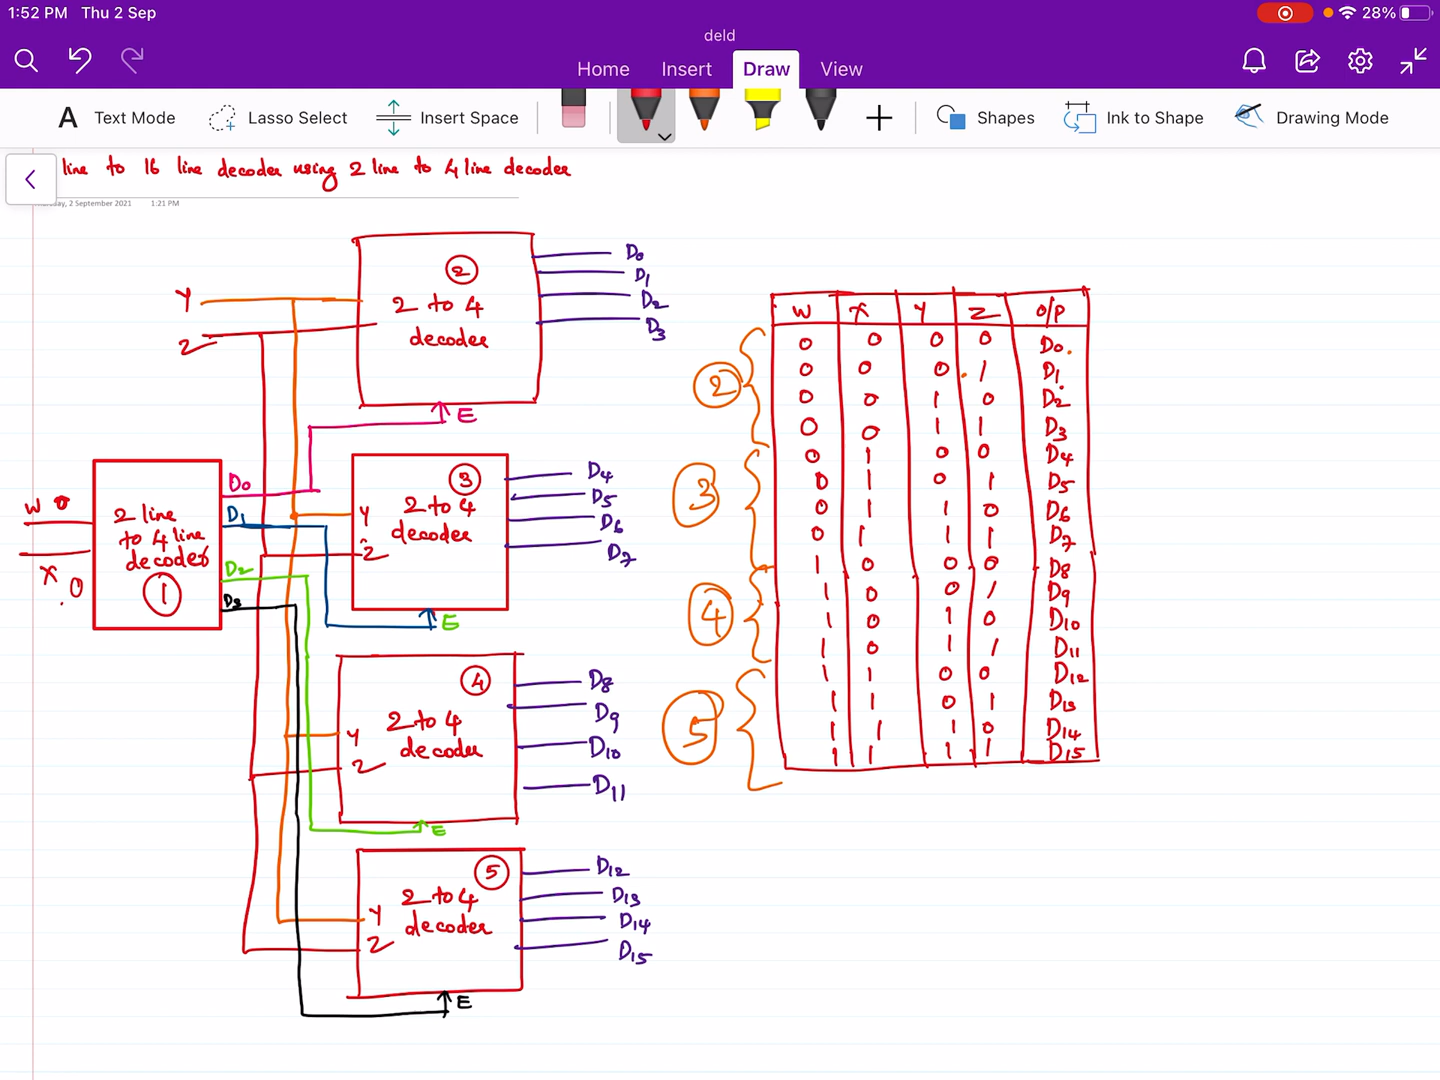 1:52 PM Thu 2 Sep
28%
deld
Home Insert Draw View
A Text Mode Lasso Select Insert Space Shapes Ink to Shape Drawing Mode
line to 16 line decoder using 2 line to 4 line decoder
2 September 2021 1:21 PM
Y
Z
2
2 to 4
decoder
E
D0
D1
D2
D3
W 0
X 0
2 line
to 4 line
decoder
1
D0
D1
D2
D3
3
2 to 4
decoder
Y
Z
E
D4
D5
D6
D7
4
2 to 4
decoder
Y
Z
E
D8
D9
D10
D11
5
2 to 4
decoder
Y
Z
E
D12
D13
D14
D15
W X Y Z O/P
2
0 0 0 0 D0
0 0 0 1 D1
0 0 1 0 D2
0 0 1 1 D3
3
0 1 0 0 D4
0 1 0 1 D5
0 1 1 0 D6
0 1 1 1 D7
4
1 0 0 0 D8
1 0 0 1 D9
1 0 1 0 D10
1 0 1 1 D11
5
1 1 0 0 D12
1 1 0 1 D13
1 1 1 0 D14
1 1 1 1 D15